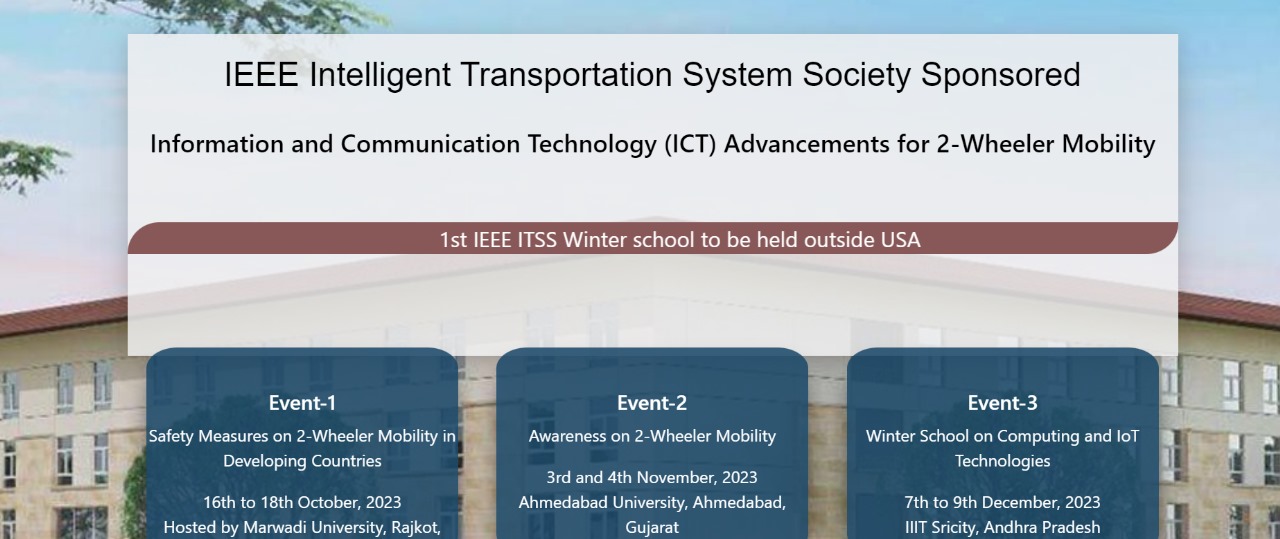 IEEE Intelligent Transportation System Society Sponsored
Information and Communication Technology (ICT) Advancements for 2-Wheeler Mobility
1st IEEE ITSS Winter school to be held outside USA
Event-1
Safety Measures on 2-Wheeler Mobility in
Developing Countries
16th to 18th October, 2023
Hosted by Marwadi University, Rajkot,
Event-2
Awareness on 2-Wheeler Mobility
3rd and 4th November, 2023
Ahmedabad University, Ahmedabad,
Gujarat
Event-3
Winter School on Computing and IoT
Technologies
7th to 9th December, 2023
IIIT Sricity, Andhra Pradesh